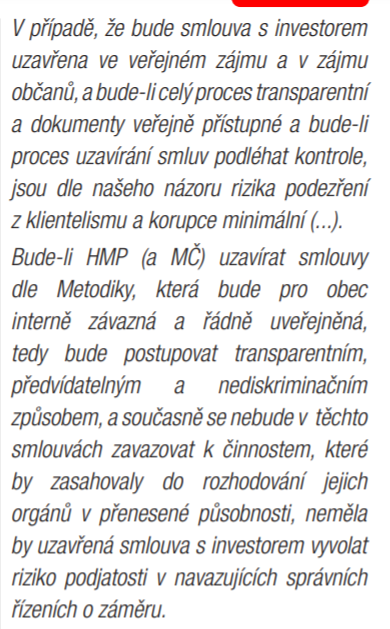 V případě, že bude smlouva s investorem
uzavřena ve veřejném zájmu a v zájmu
občanů, a bude-li celý proces transparentní
a dokumenty veřejně přístupné a bude-li
proces uzavírání smluv podléhat kontrole,
jsou dle našeho názoru rizika podezření
z klientelismu a korupce minimální (...).
Bude-li HMP (a MČ) uzavírat smlouvy
dle Metodiky, která bude pro obec
interně závazná a řádně uveřejněná,
tedy bude postupovat transparentním,
předvídatelným a nediskriminačním
způsobem, a současně se nebude v těchto
smlouvách zavazovat k činnostem, které
by zasahovaly do rozhodování jejich
orgánů v přenesené působnosti, neměla
by uzavřená smlouva s investorem vyvolat
riziko podjatosti v navazujících správních
řízeních o záměru.